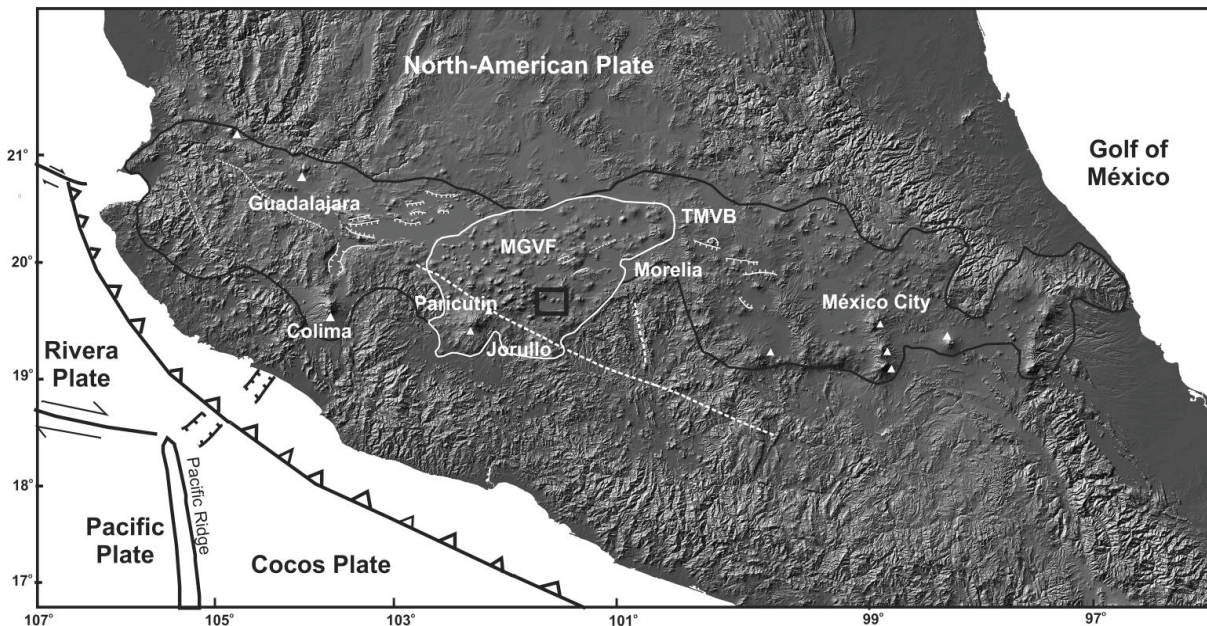 North-American Plate
Golf of
México
21°
Guadalajara
TMVB
MGVF
20°
Morelia
Paricutin
México City
Colima
Jorullo
Rivera
Plate
19°
18°
Pacific Ridge
Pacific
Plate
Cocos Plate
17°
107°
105°
103°
101°
99°
97°